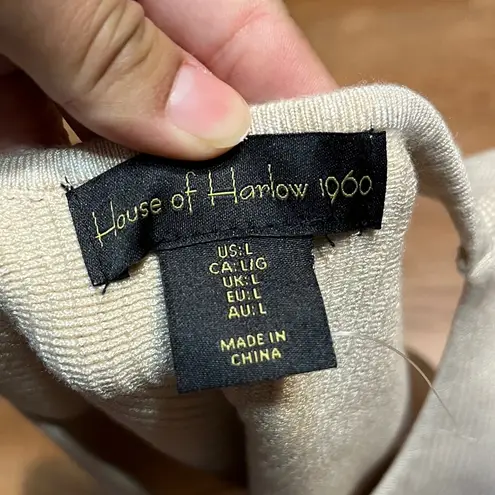 House of Harlow 1960
US: L
CA: L/G
UK: L
EU: L
AU: L
MADE IN
CHINA